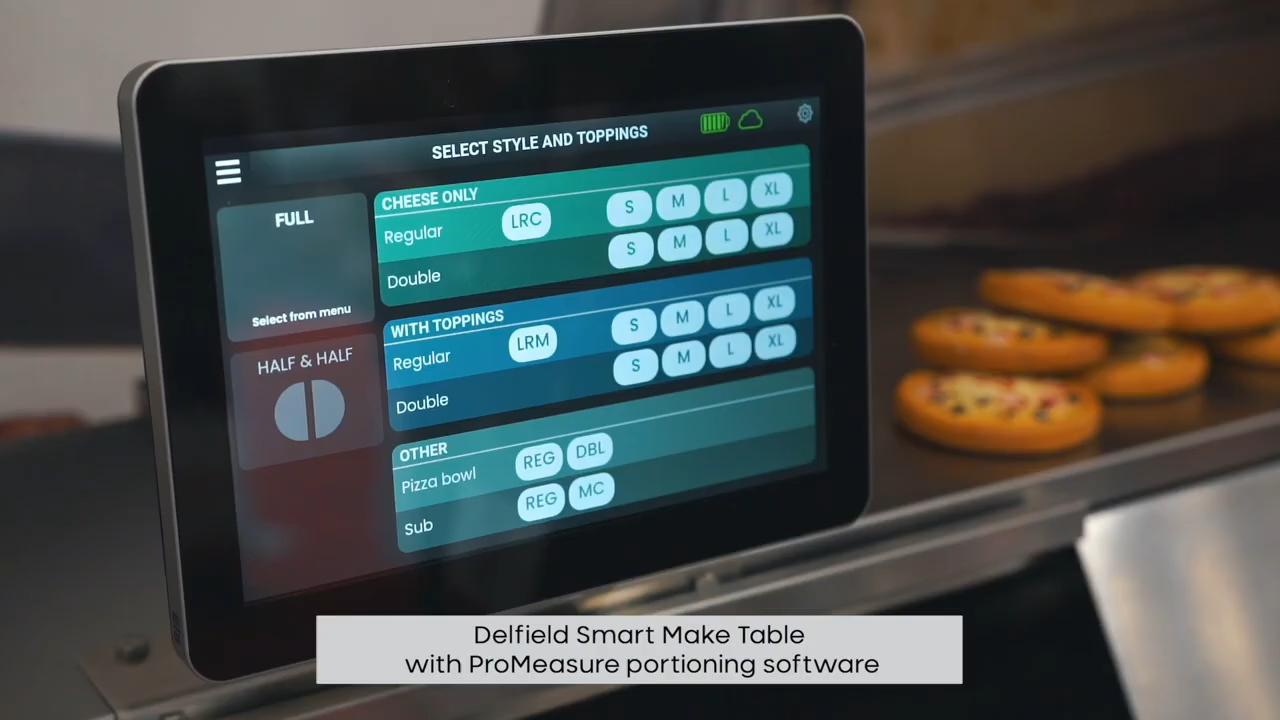 SELECT STYLE AND TOPPINGS
FULL
Select from menu
HALF & HALF
CHEESE ONLY
Regular LRC S M L XL
Double S M L XL
WITH TOPPINGS
Regular LRM S M L XL
Double S M L XL
OTHER
Pizza bowl REG DBL
Sub REG MC
Delfield Smart Make Table
with ProMeasure portioning software